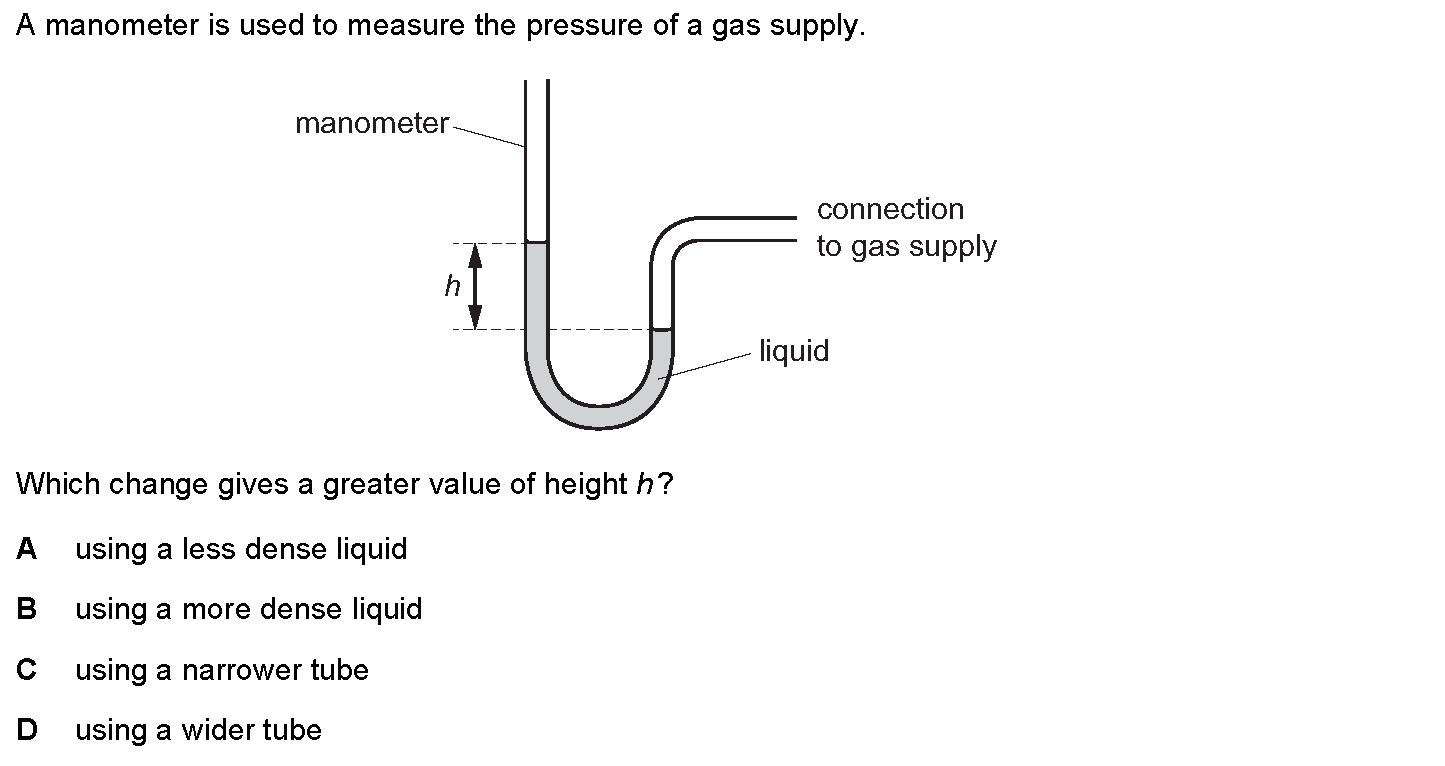 A manometer is used to measure the pressure of a gas supply.
manometer
connection
to gas supply
h
liquid
Which change gives a greater value of height h?
A using a less dense liquid
B using a more dense liquid
C using a narrower tube
D using a wider tube